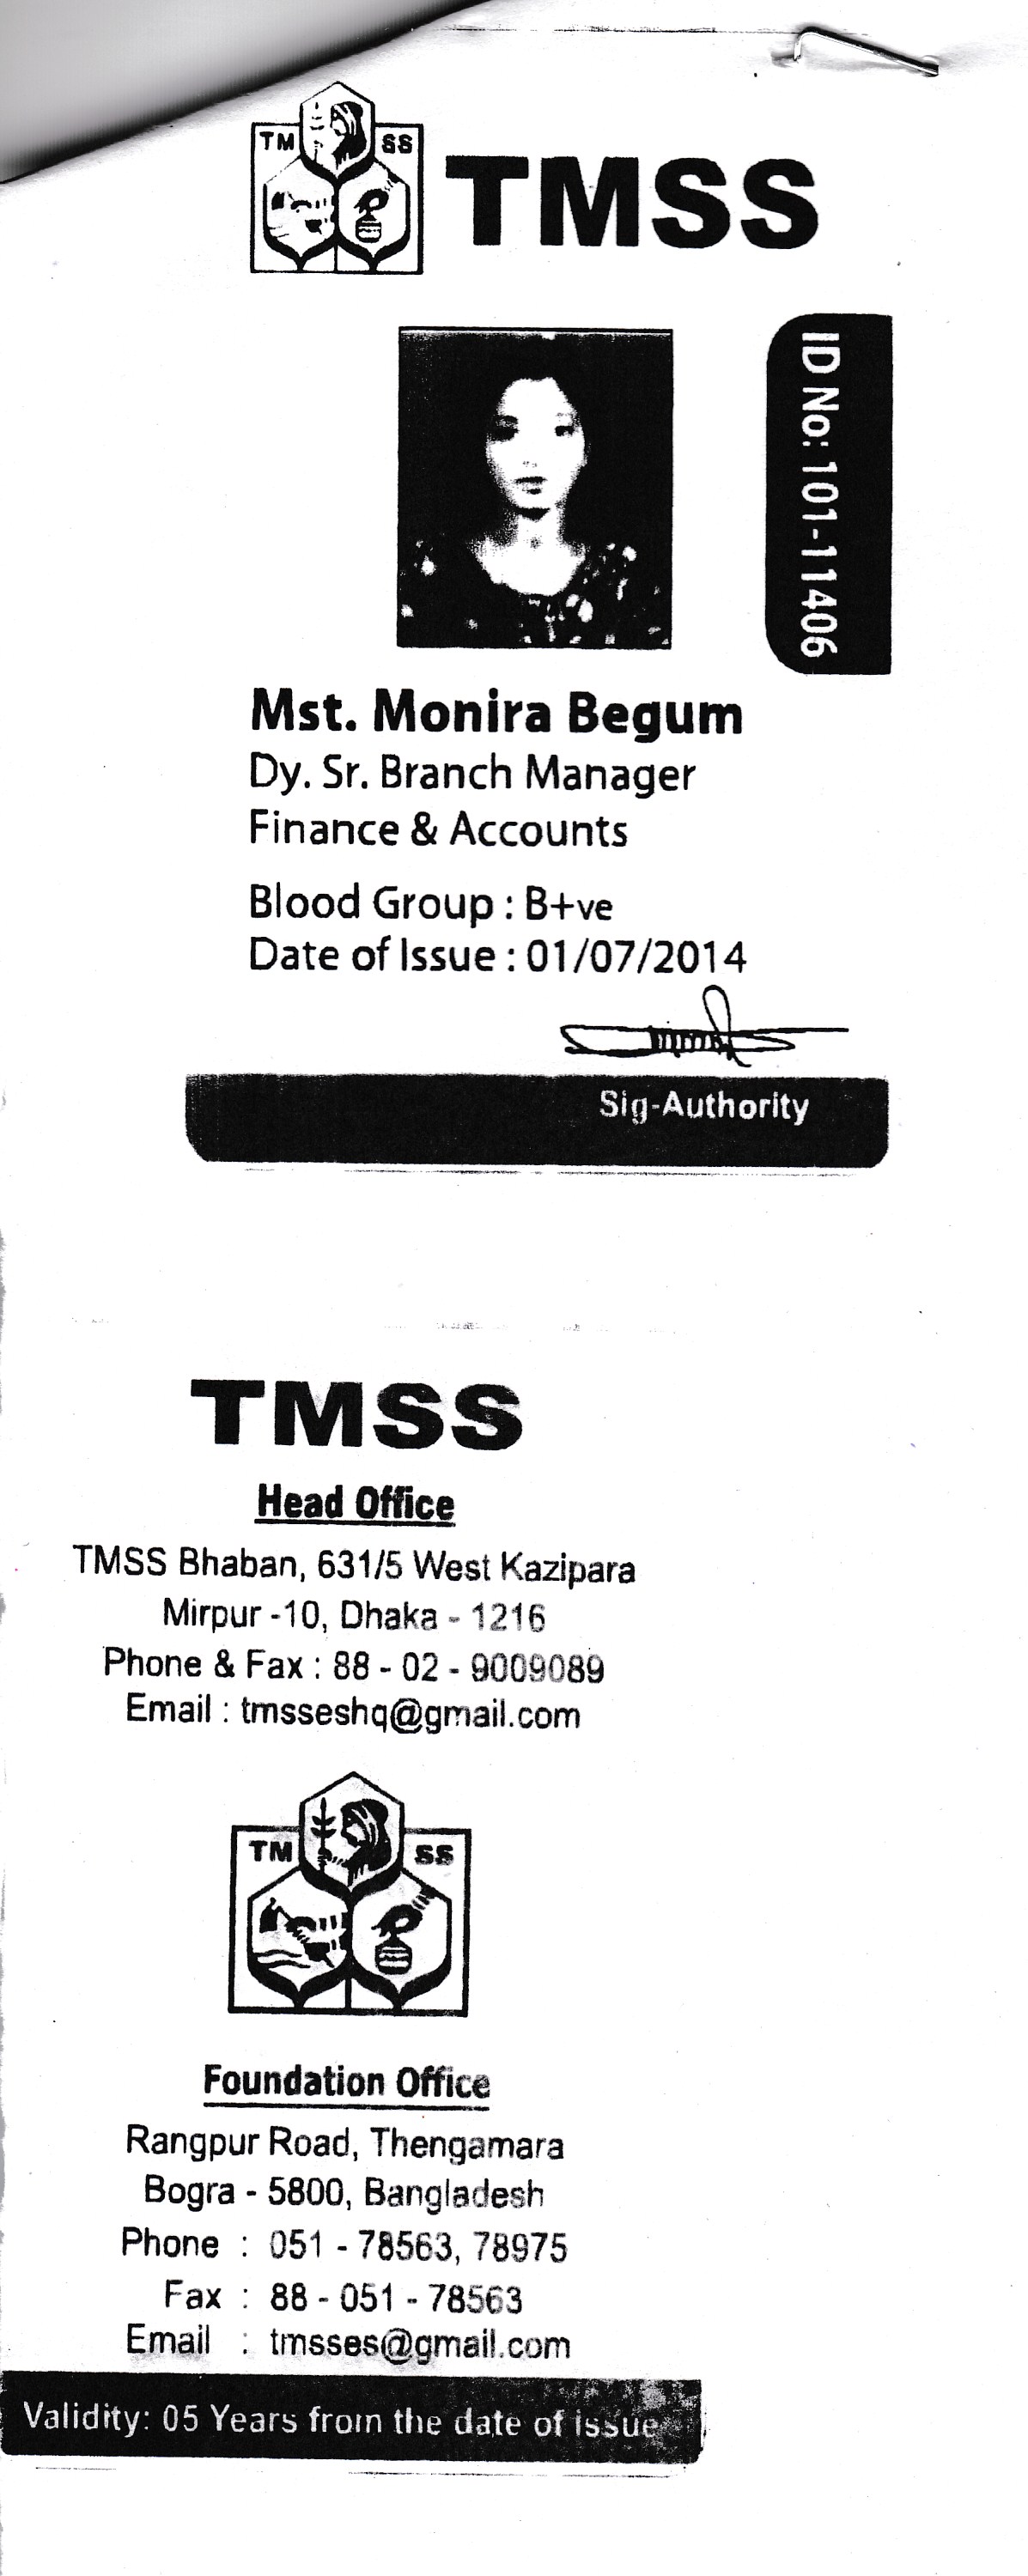 TM SS
TMSS
ID No: 101-11406
Mst. Monira Begum
Dy. Sr. Branch Manager
Finance & Accounts
Blood Group : B+ve
Date of Issue : 01/07/2014
Sig-Authority
TMSS
Head Office
TMSS Bhaban, 631/5 West Kazipara
Mirpur -10, Dhaka - 1216
Phone & Fax : 88 - 02 - 9009089
Email : tmsseshq@gmail.com
TM SS
Foundation Office
Rangpur Road, Thengamara
Bogra - 5800, Bangladesh
Phone : 051 - 78563, 78975
Fax : 88 - 051 - 78563
Email : tmsses@gmail.com
Validity: 05 Years from the date of issue